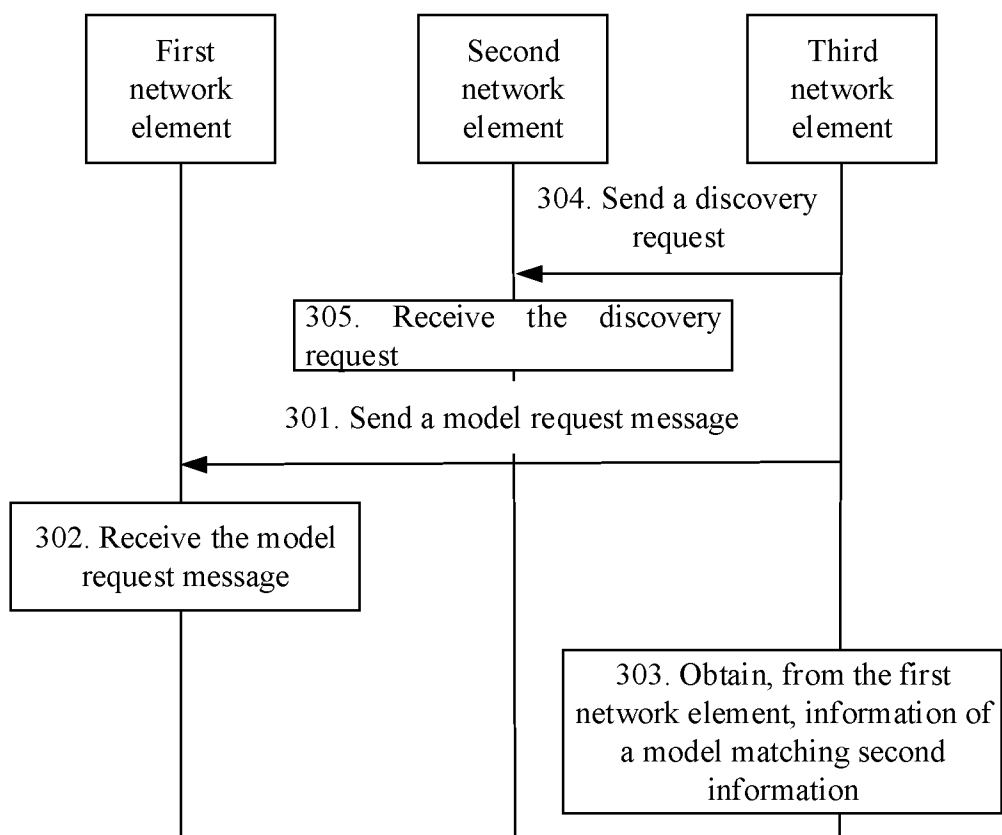 First
network
element
Second
network
element
Third
network
element
304. Send a discovery
request
305. Receive the discovery
request
301. Send a model request message
302. Receive the model
request message
303. Obtain, from the first
network element, information of
a model matching second
information